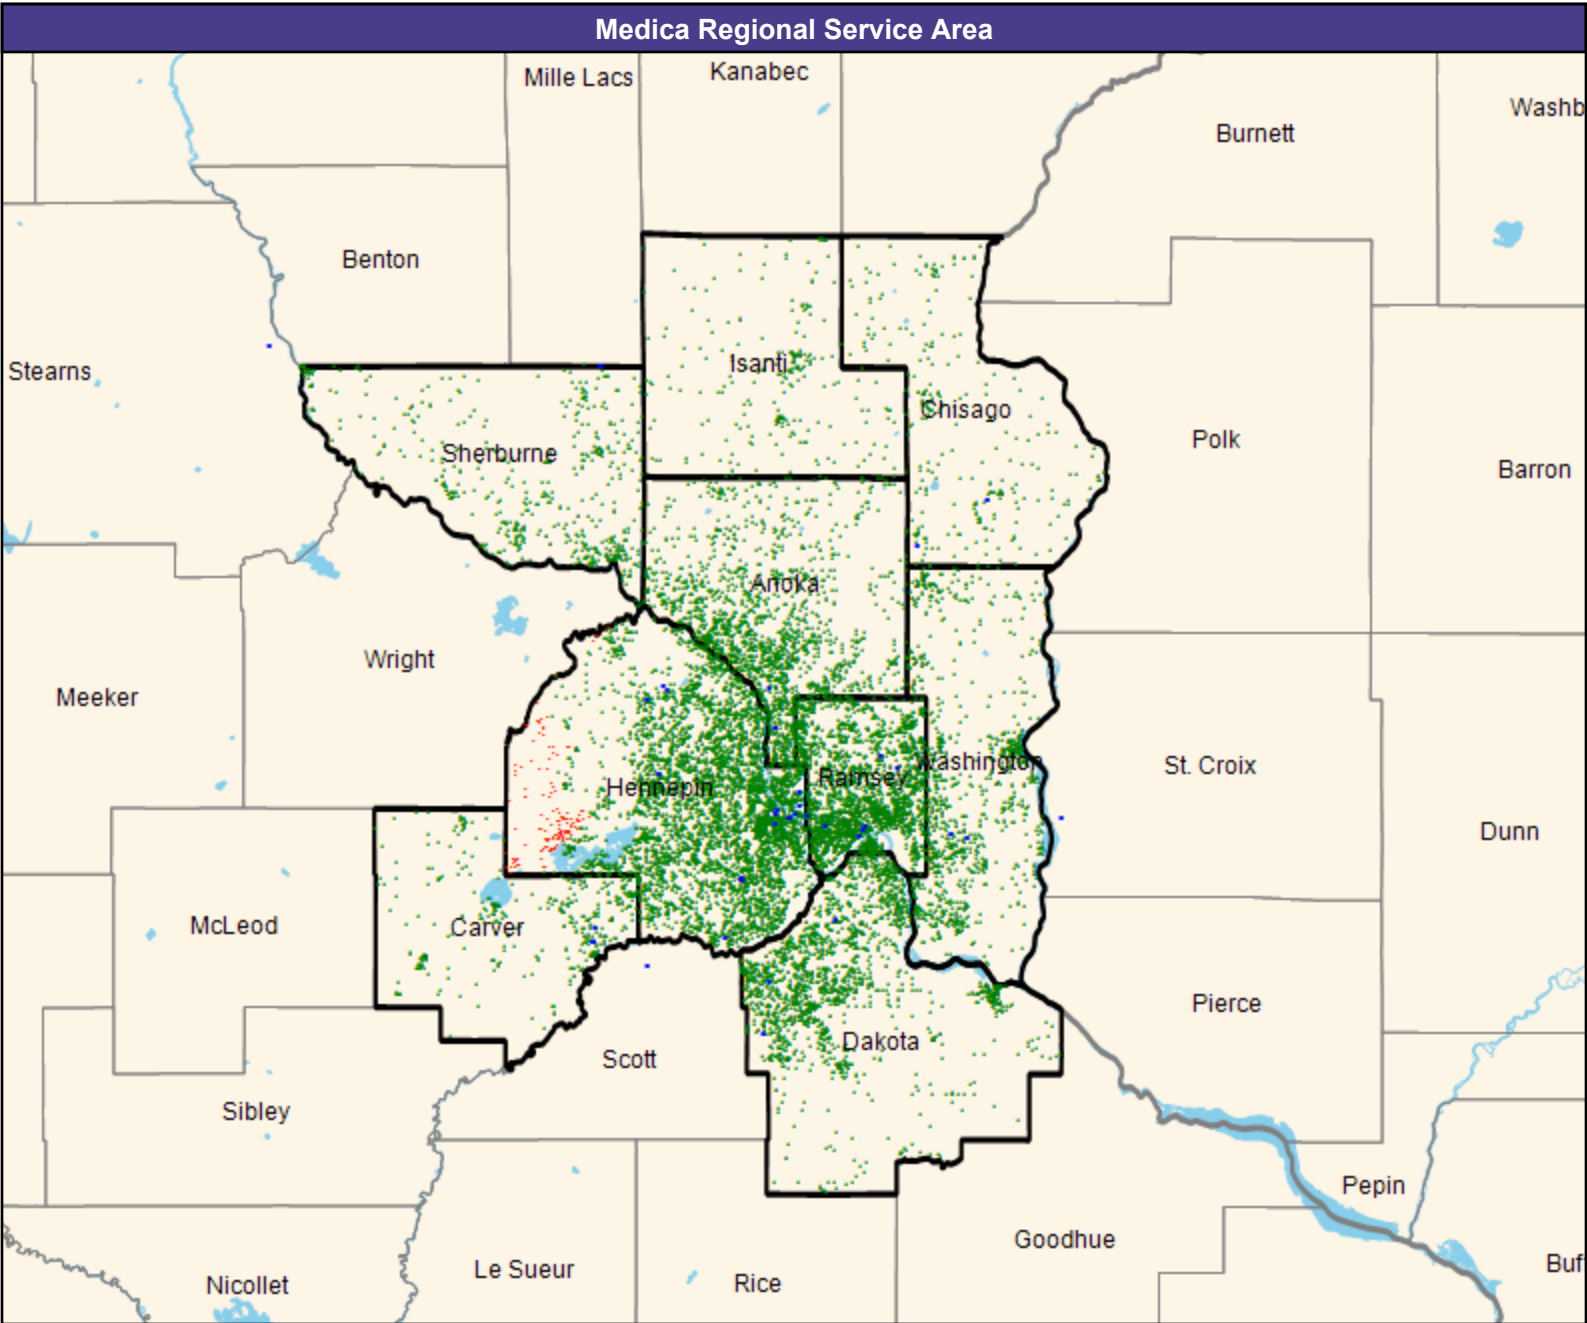 Medica Regional Service Area
Mille Lacs
Kanabec
Washb
Burnett
Benton
Stearns
Isanti
Chisago
Polk
Sherburne
Barron
Anoka
Wright
Meeker
Washington
St. Croix
Ramsey
Hennepin
Dunn
McLeod
Carver
Pierce
Dakota
Scott
Sibley
Pepin
Goodhue
Buf
Le Sueur
Rice
Nicollet